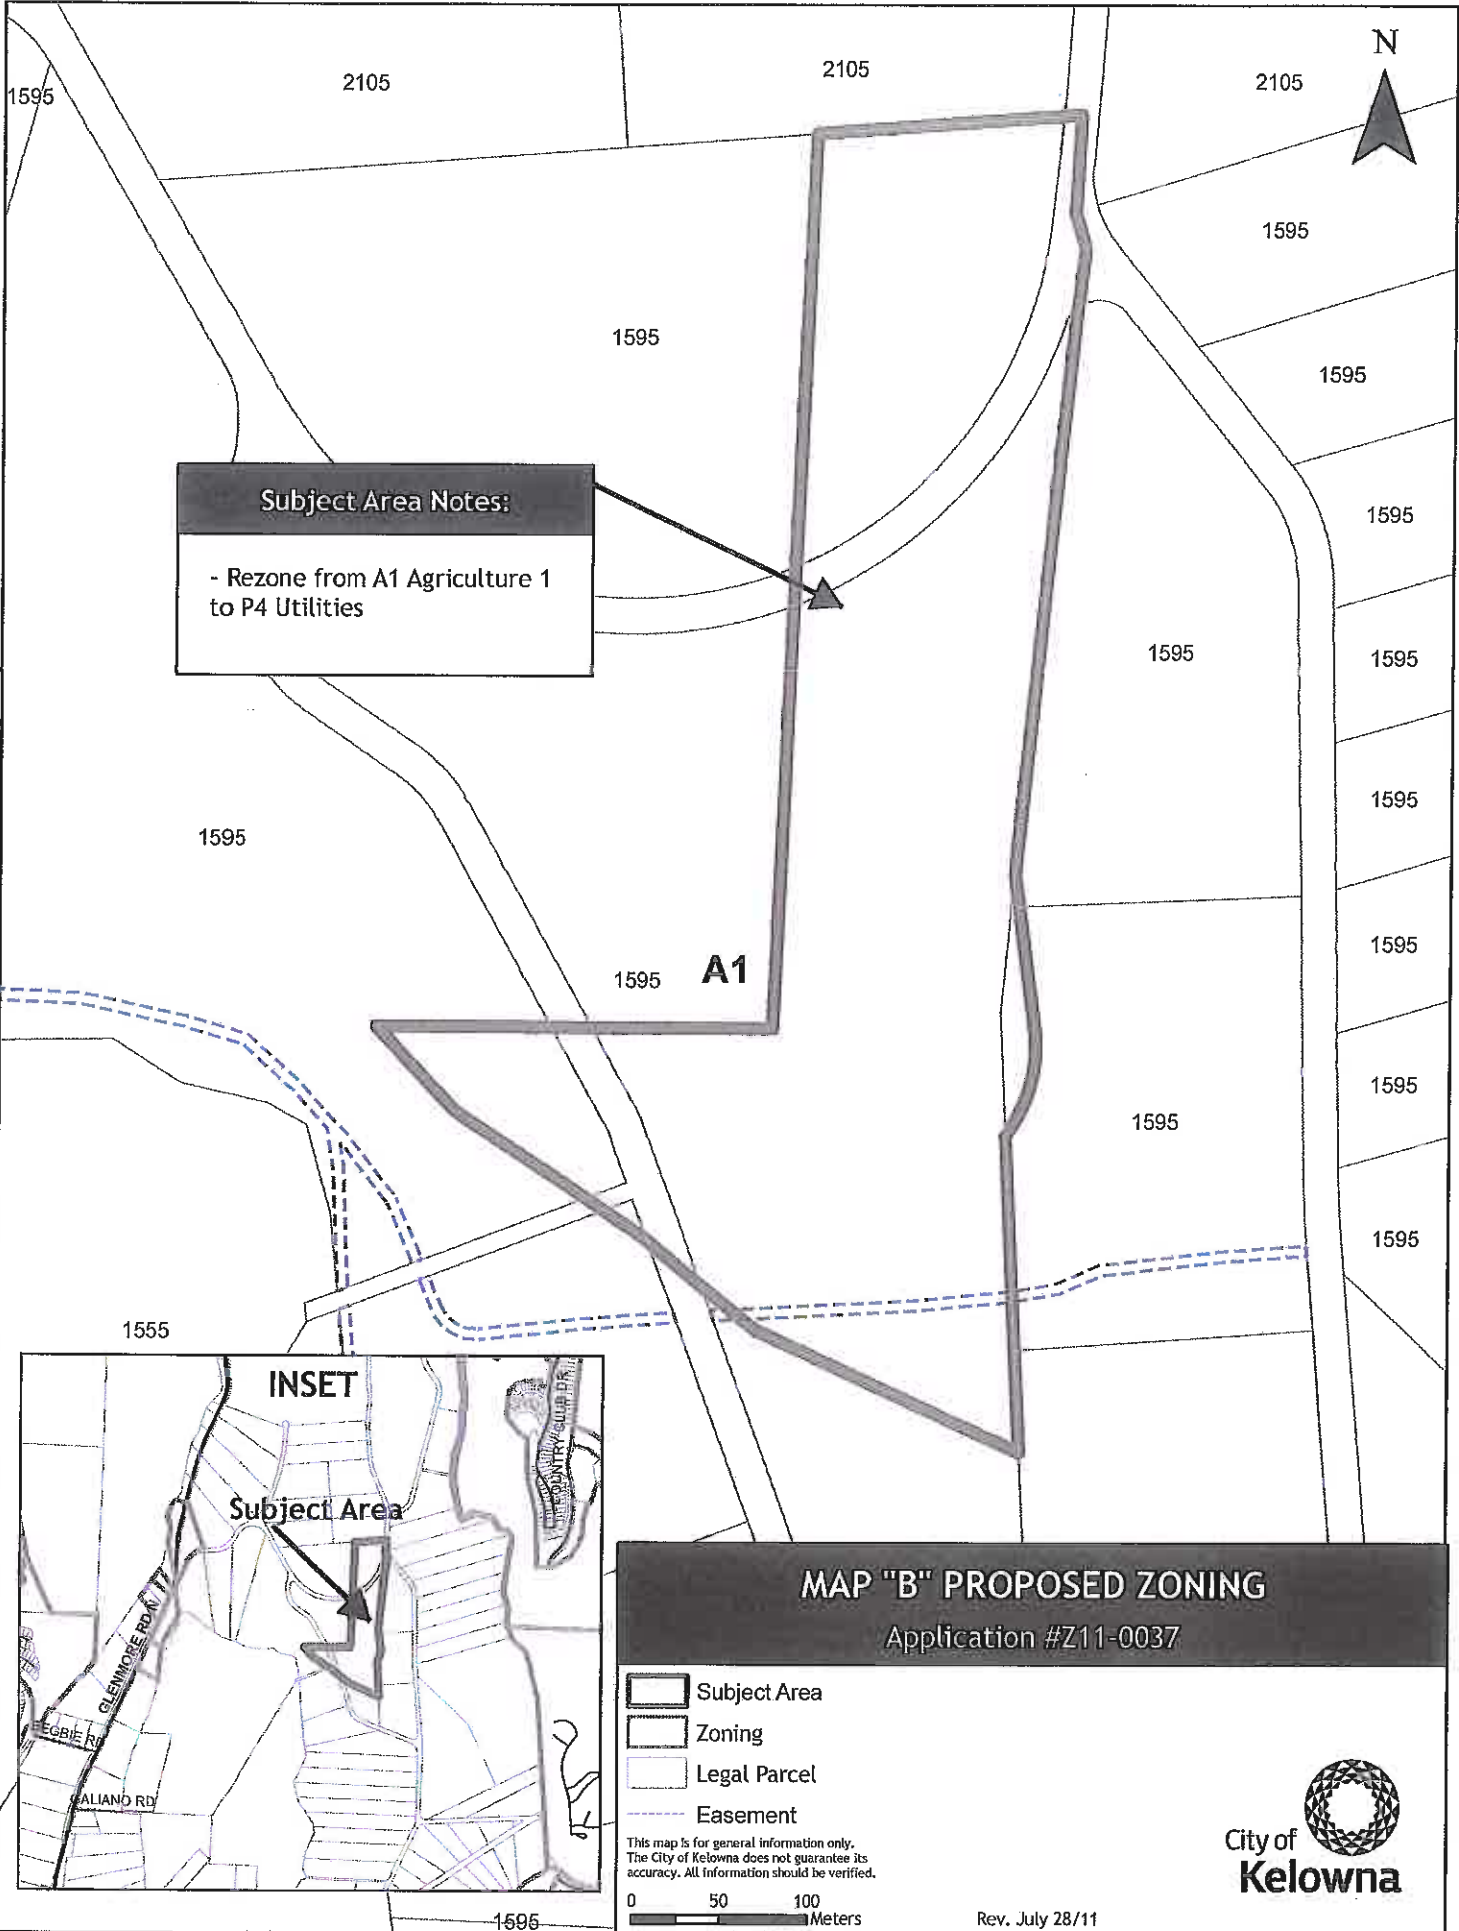 2105
2105
2105
1595
N
1595
1595
1595
Subject Area Notes:
1595
- Rezone from A1 Agriculture 1
to P4 Utilities
1595
1595
1595
1595
1595
1595
A1
1595
1595
1595
1595
1555
INSET
COUNTRY CLUB DR
Subject Area
GLENMORE RD N
GALIANO RD
1595
MAP "B" PROPOSED ZONING
Application #Z11-0037
Subject Area
Zoning
Legal Parcel
Easement
This map is for general information only.
The City of Kelowna does not guarantee its
accuracy. All information should be verified.
0 50 100
Meters
Rev. July 28/11
City of
Kelowna